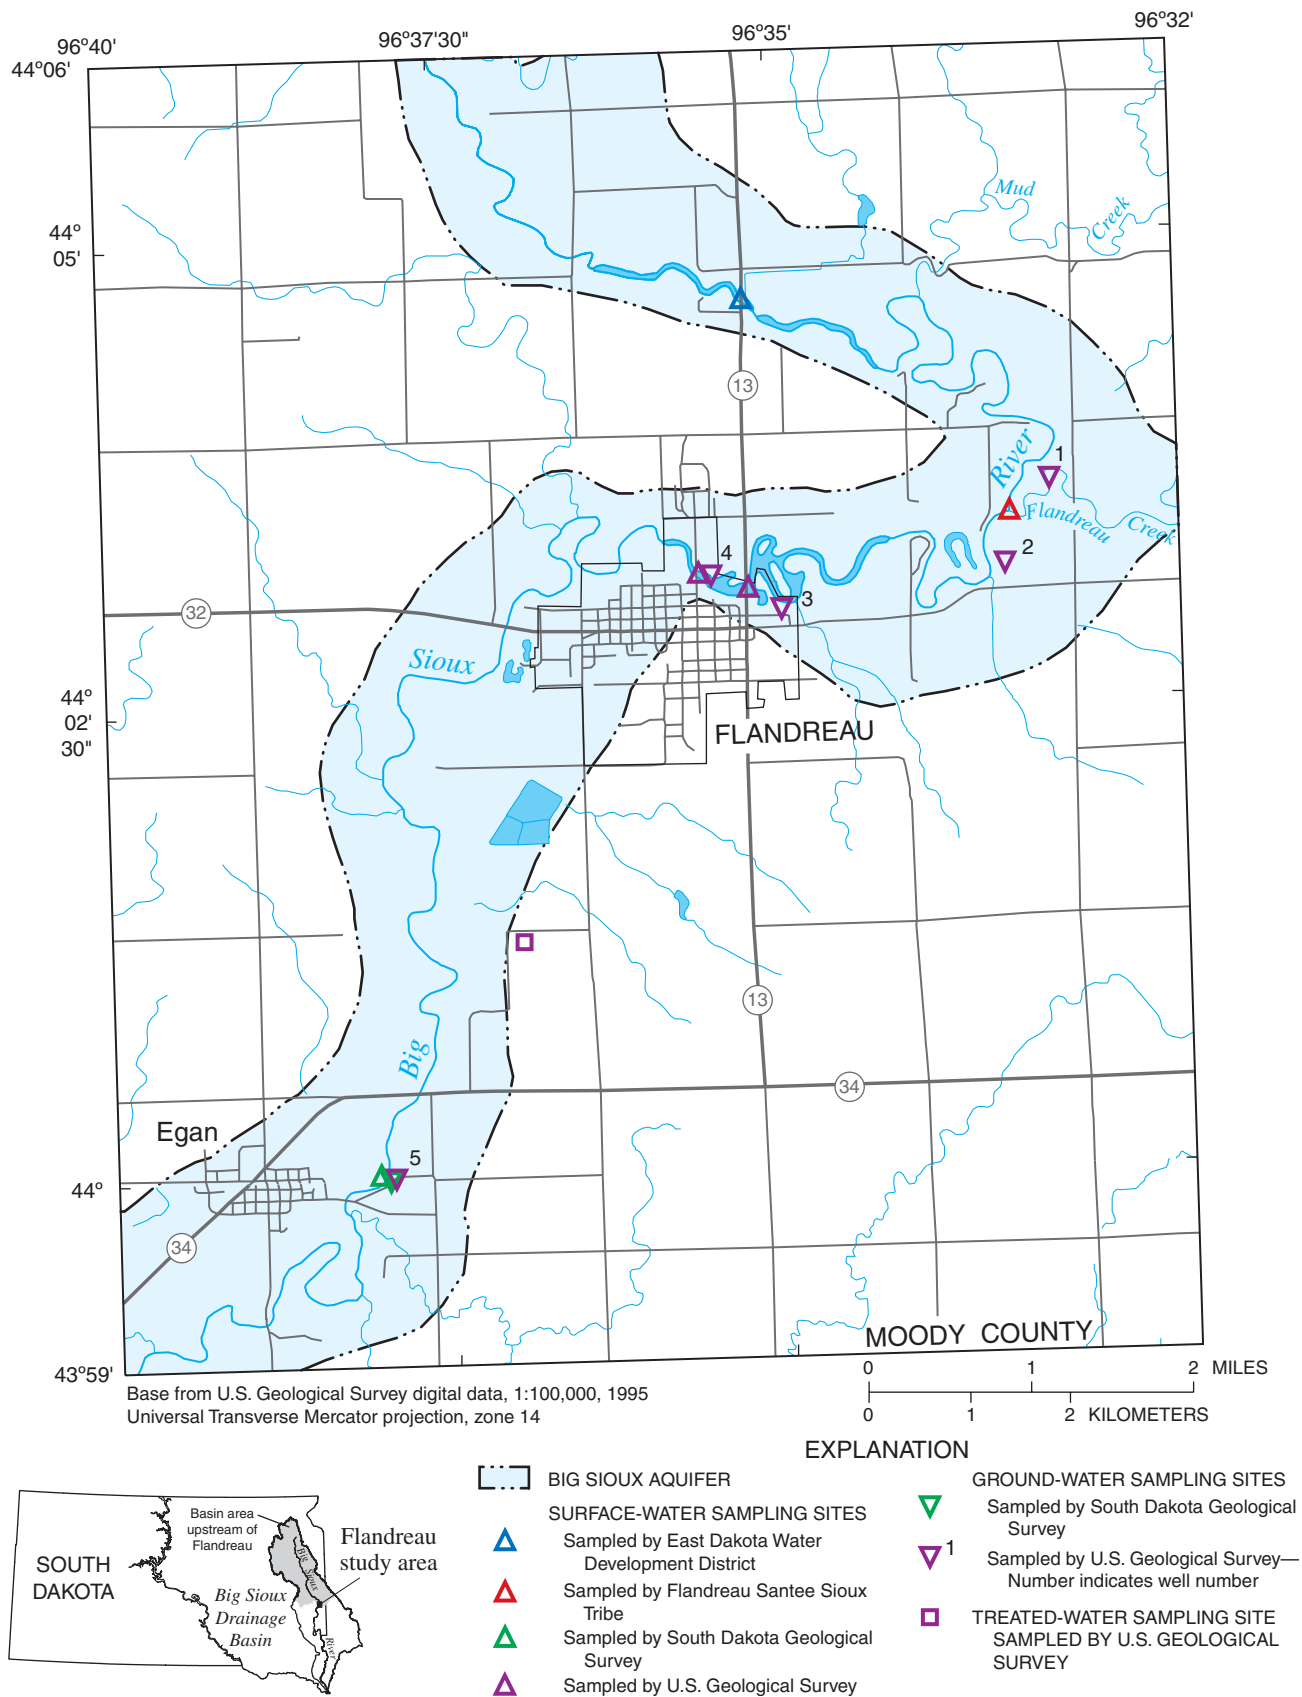 96°40'
96°37'30"
96°35'
96°32'
44°06'
Mud
Creek
44°
05'
13
River
1
Flandreau
Creek
2
4
3
32
Sioux
44°
02'
30"
FLANDREAU
13
Big
34
Egan
5
44°
34
MOODY COUNTY
43°59'
0 1 2 MILES
0 1 2 KILOMETERS
Base from U.S. Geological Survey digital data, 1:100,000, 1995
Universal Transverse Mercator projection, zone 14
EXPLANATION
BIG SIOUX AQUIFER
SURFACE-WATER SAMPLING SITES
Sampled by East Dakota Water
Development District
Sampled by Flandreau Santee Sioux
Tribe
Sampled by South Dakota Geological
Survey
Sampled by U.S. Geological Survey
GROUND-WATER SAMPLING SITES
Sampled by South Dakota Geological
Survey
1
Sampled by U.S. Geological Survey—
Number indicates well number
TREATED-WATER SAMPLING SITE
SAMPLED BY U.S. GEOLOGICAL
SURVEY
Basin area
upstream of
Flandreau
Flandreau
study area
SOUTH
DAKOTA
Big Sioux
Drainage
Basin
Big
Sioux
River